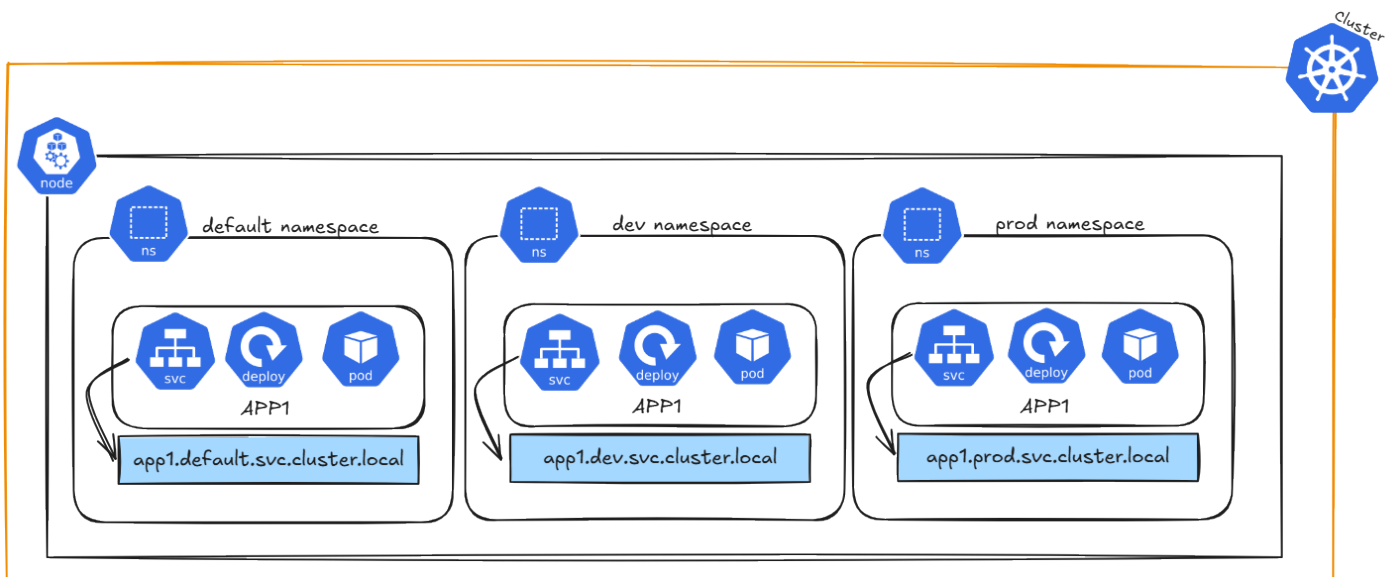 Cluster
node
default namespace
dev namespace
prod namespace
ns
ns
ns
svc
deploy
pod
svc
deploy
pod
svc
deploy
pod
APP1
APP1
APP1
app1.default.svc.cluster.local
app1.dev.svc.cluster.local
app1.prod.svc.cluster.local